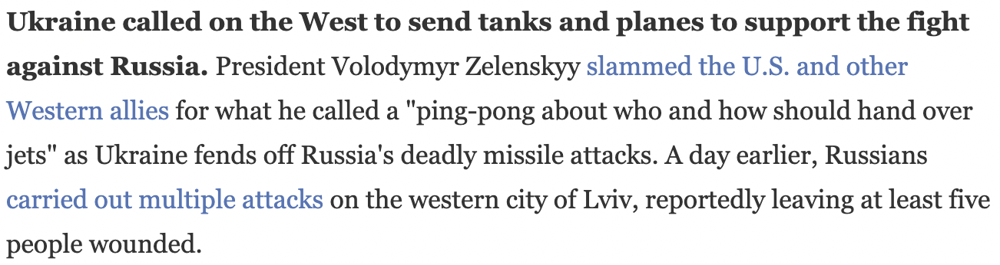 Ukraine called on the West to send tanks and planes to support the fight
against Russia. President Volodymyr Zelenskyy slammed the U.S. and other
Western allies for what he called a "ping-pong about who and how should hand over
jets" as Ukraine fends off Russia's deadly missile attacks. A day earlier, Russians
carried out multiple attacks on the western city of Lviv, reportedly leaving at least five
people wounded.